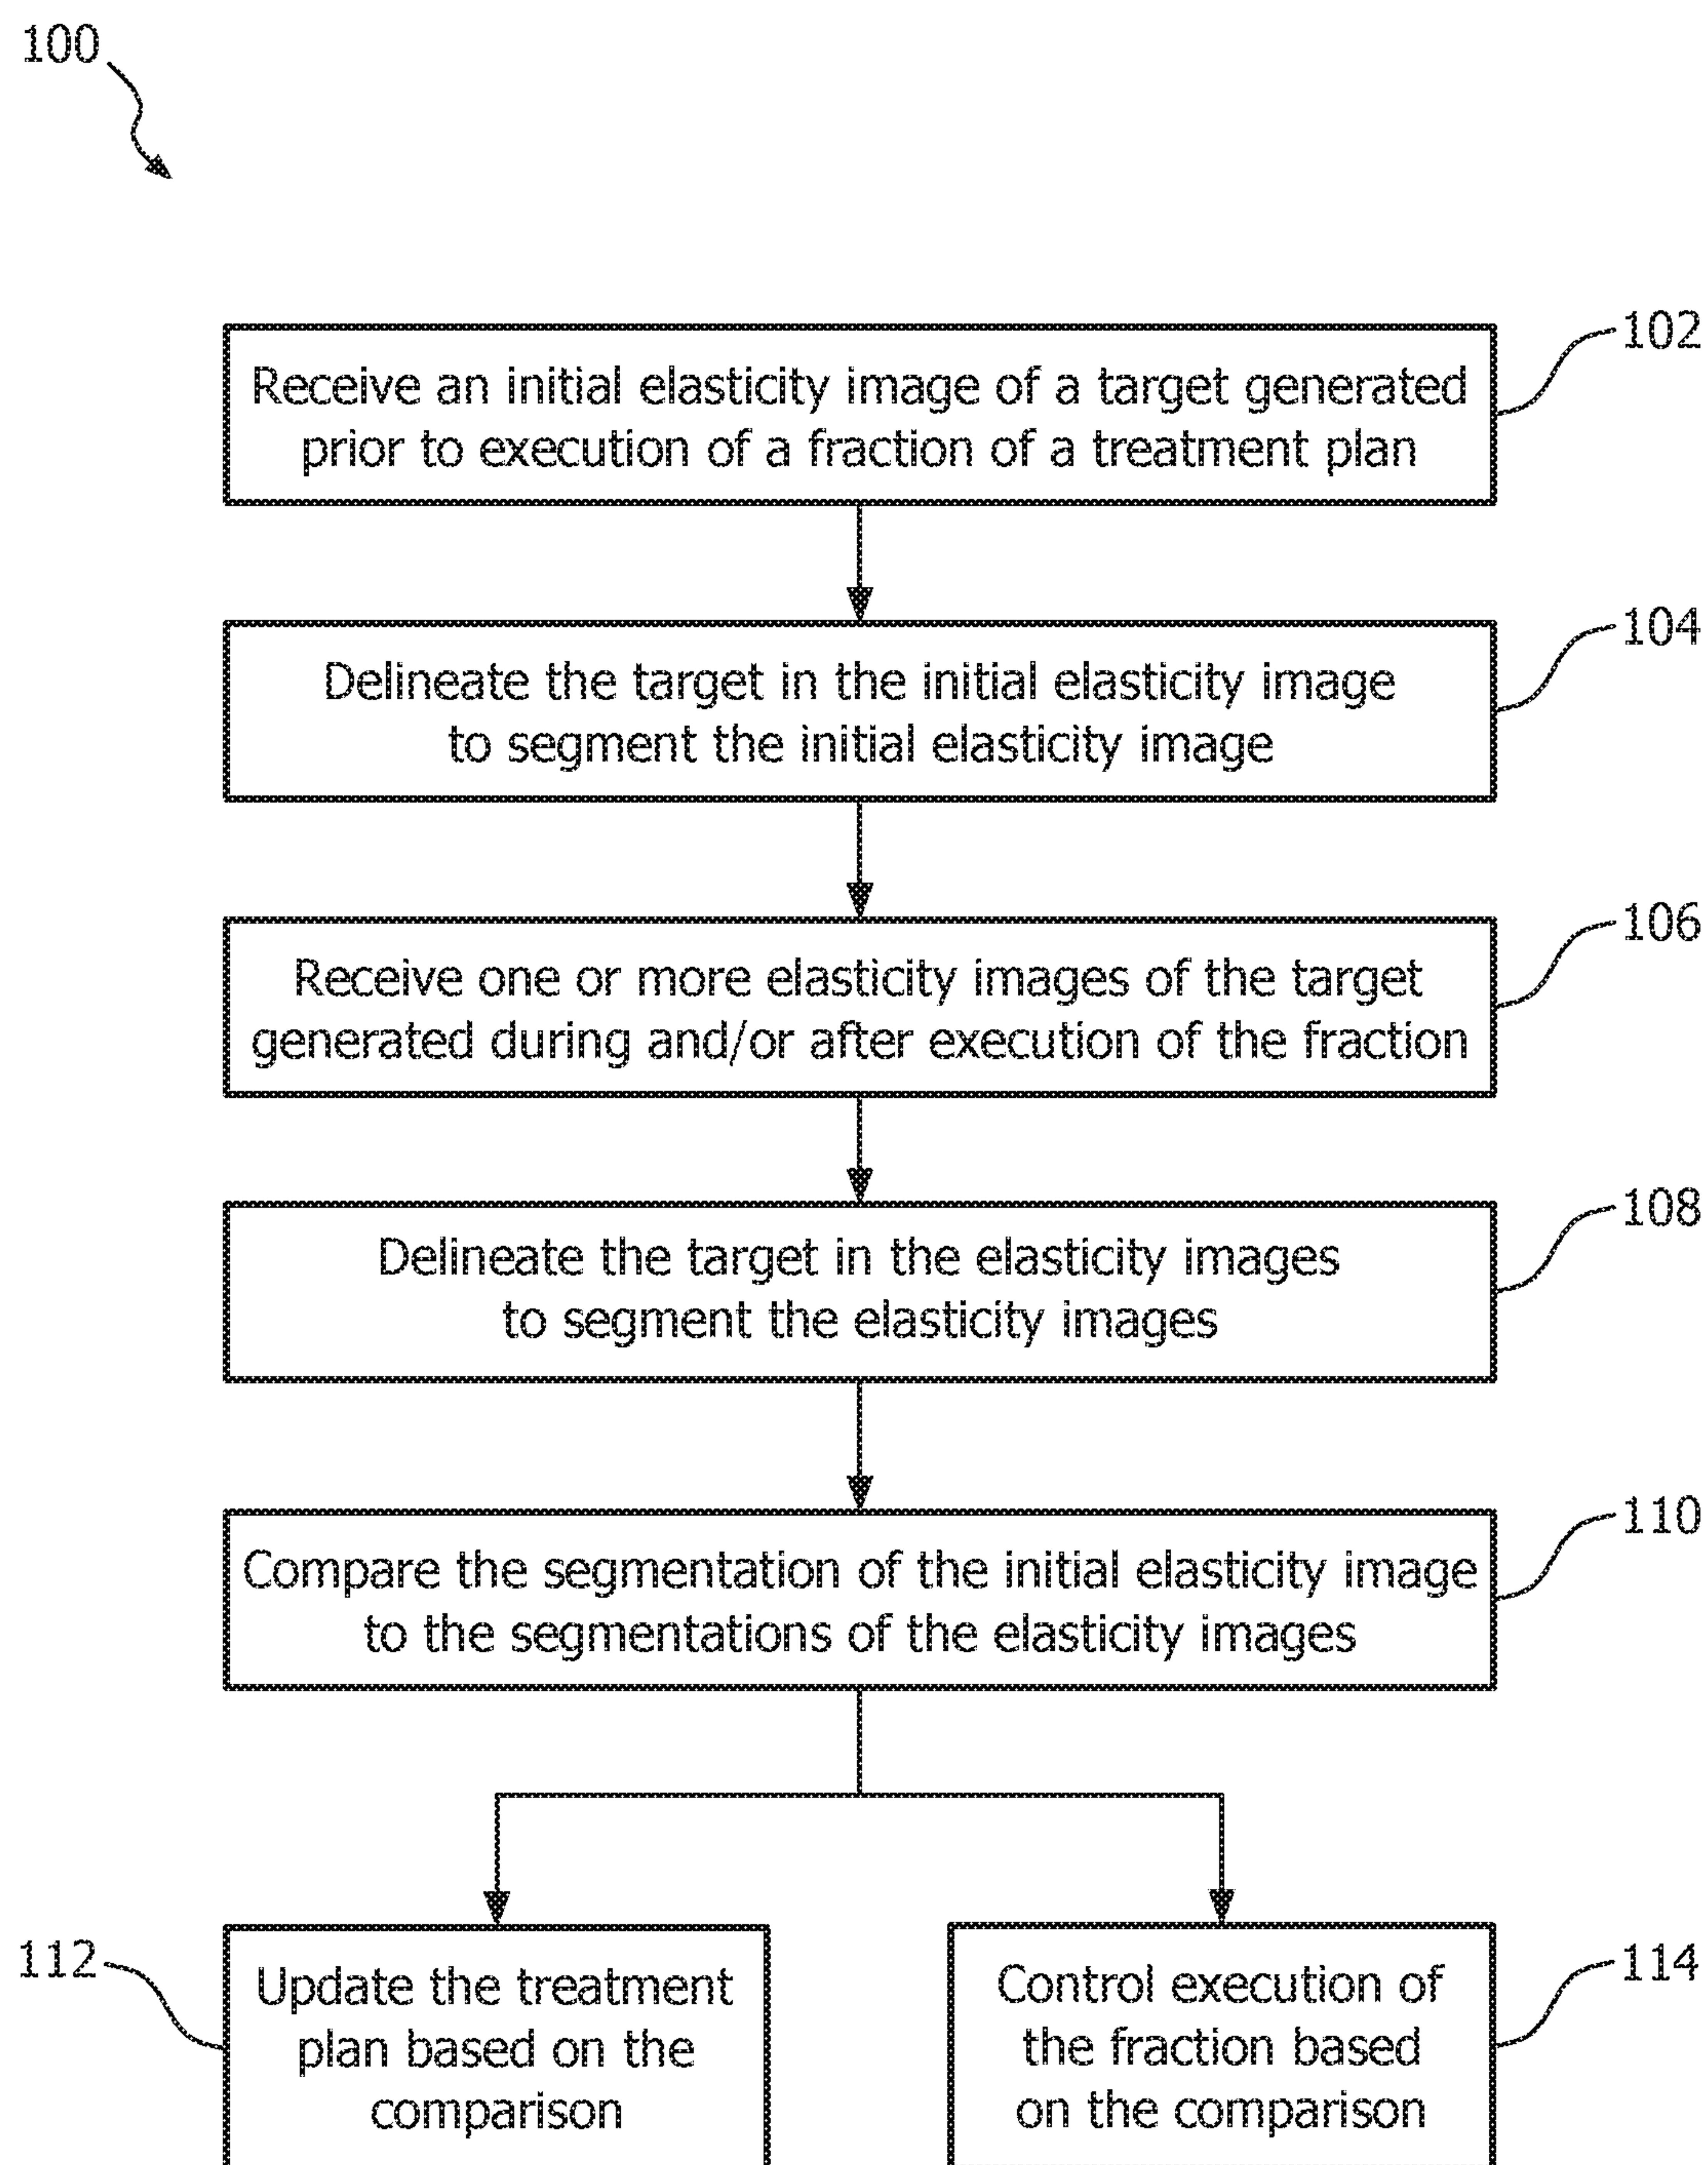 100
102
Receive an initial elasticity image of a target generated
prior to execution of a fraction of a treatment plan
104
Delineate the target in the initial elasticity image
to segment the initial elasticity image
106
Receive one or more elasticity images of the target
generated during and/or after execution of the fraction
108
Delineate the target in the elasticity images
to segment the elasticity images
110
Compare the segmentation of the initial elasticity image
to the segmentations of the elasticity images
112
Update the treatment
plan based on the
comparison
114
Control execution of
the fraction based
on the comparison